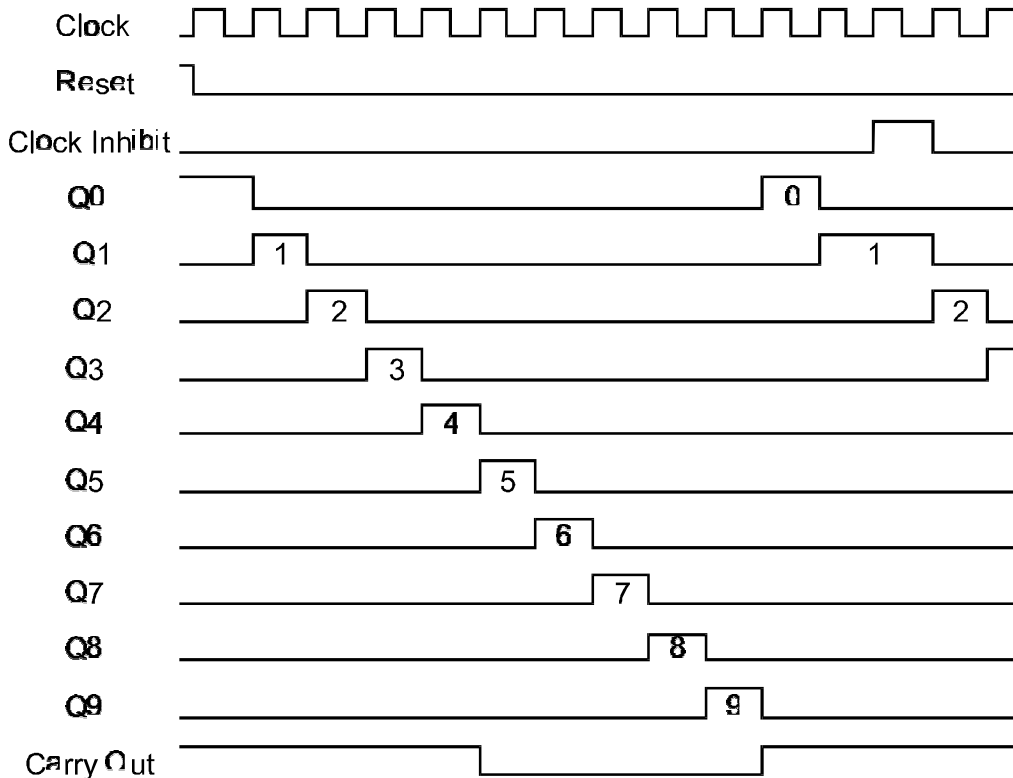 Clock
Reset
Clock Inhibit
Q0 0
Q1 1 1
Q2 2 2
Q3 3
Q4 4
Q5 5
Q6 6
Q7 7
Q8 8
Q9 9
Carry Out